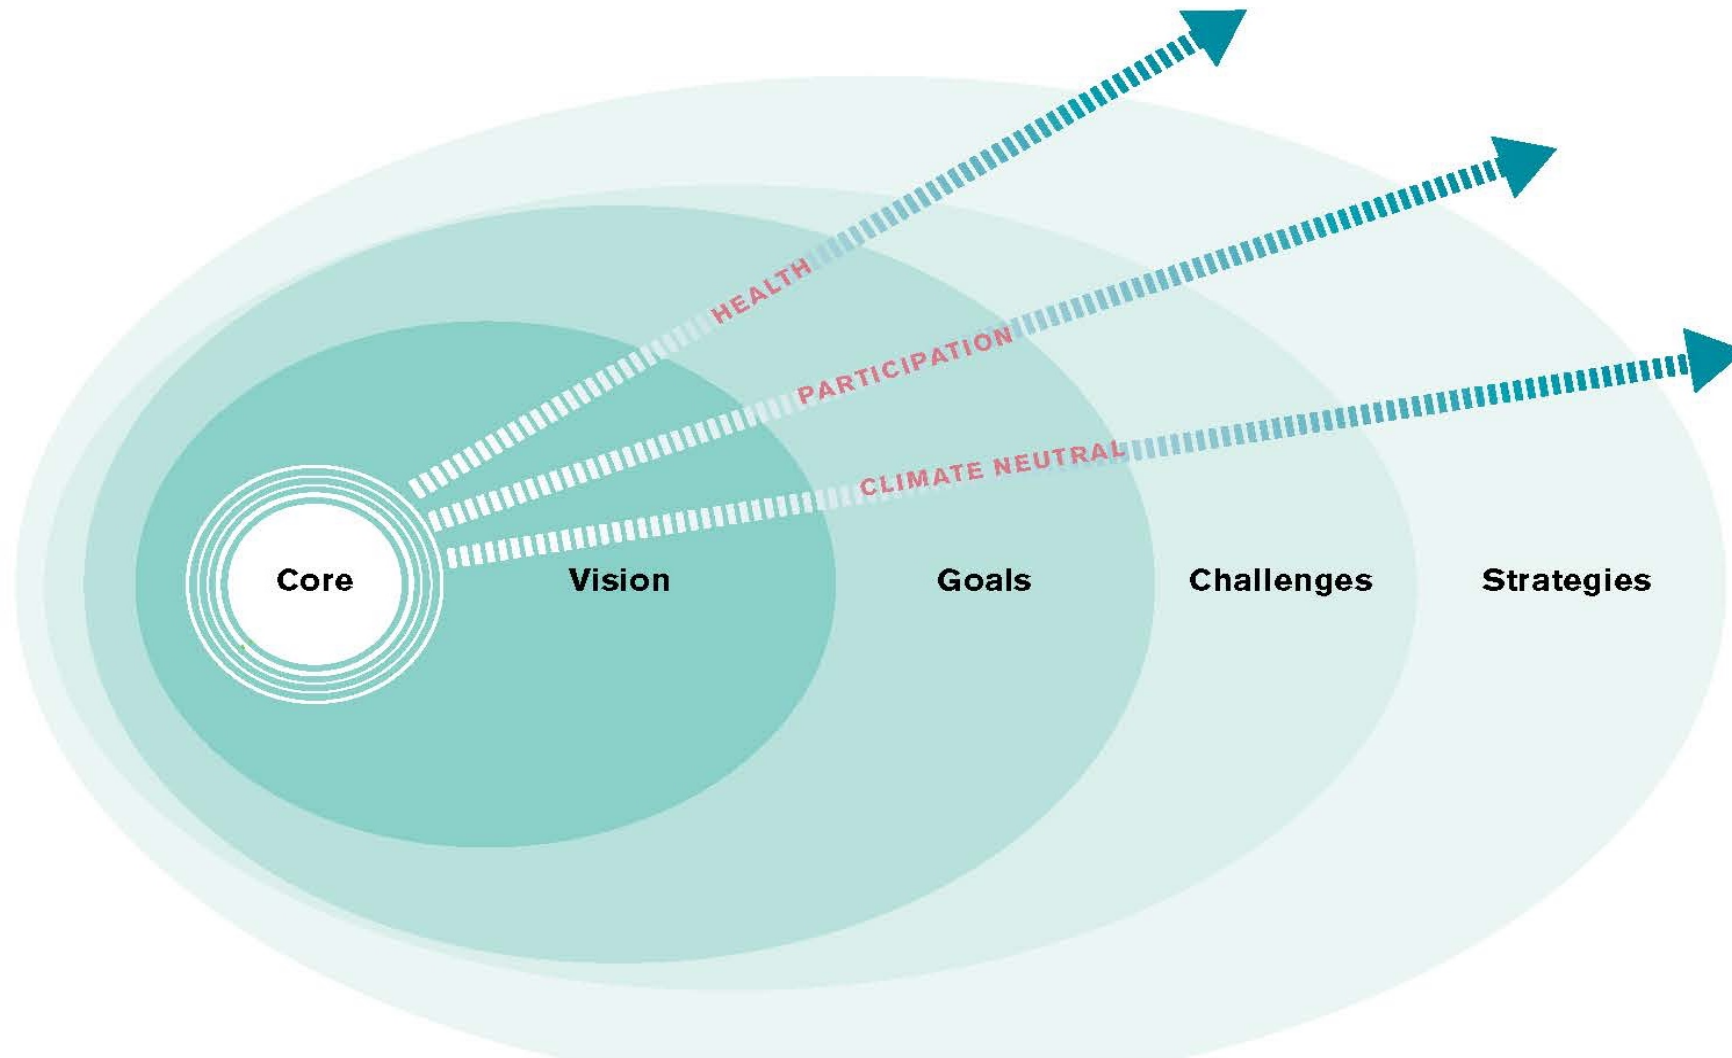 HEALTH
PARTICIPATION
CLIMATE NEUTRAL
Core Vision Goals Challenges Strategies